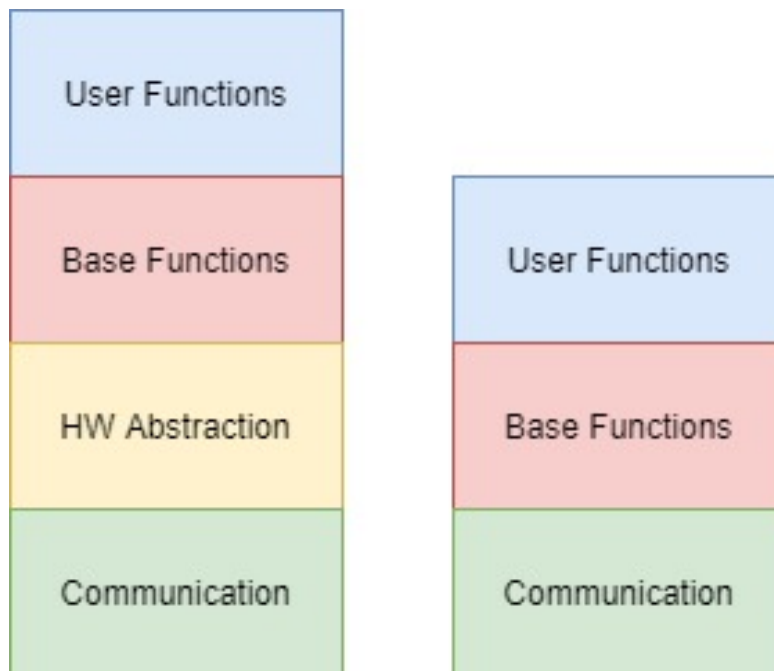 User Functions
Base Functions
HW Abstraction
Communication
User Functions
Base Functions
Communication